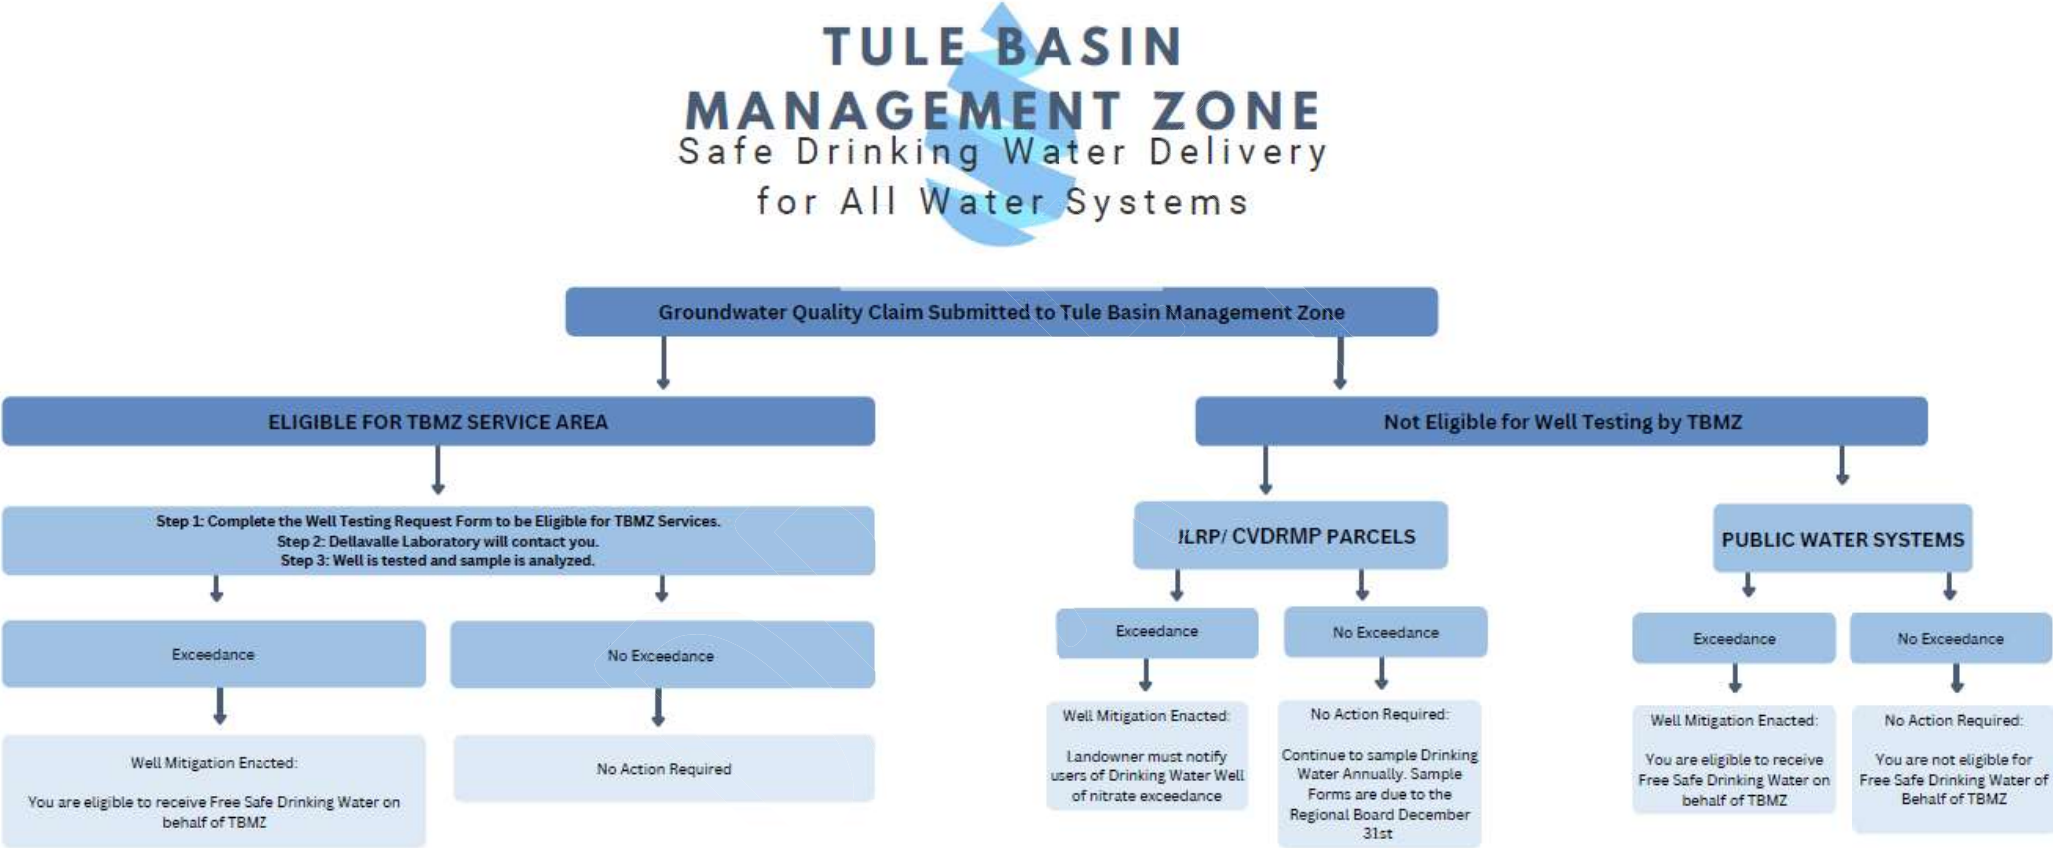 TULE BASIN
MANAGEMENT ZONE
Safe Drinking Water Delivery
for All Water Systems
Groundwater Quality Claim Submitted to Tule Basin Management Zone
ELIGIBLE FOR TBMZ SERVICE AREA
Step 1: Complete the Well Testing Request Form to be Eligible for TBMZ Services.
Step 2: Dellavalle Laboratory will contact you.
Step 3: Well is tested and sample is analyzed.
Exceedance
Well Mitigation Enacted:
You are eligible to receive Free Safe Drinking Water on
behalf of TBMZ
No Exceedance
No Action Required
Not Eligible for Well Testing by TBMZ
ILRP/ CVDRMP PARCELS
Exceedance
Well Mitigation Enacted:
Landowner must notify
users of Drinking Water Well
of nitrate exceedance
No Exceedance
No Action Required:
Continue to sample Drinking
Water Annually. Sample
Forms are due to the
Regional Board December
31st
PUBLIC WATER SYSTEMS
Exceedance
Well Mitigation Enacted:
You are eligible to receive
Free Safe Drinking Water on
behalf of TBMZ
No Exceedance
No Action Required:
You are not eligible for
Free Safe Drinking Water of
Behalf of TBMZ